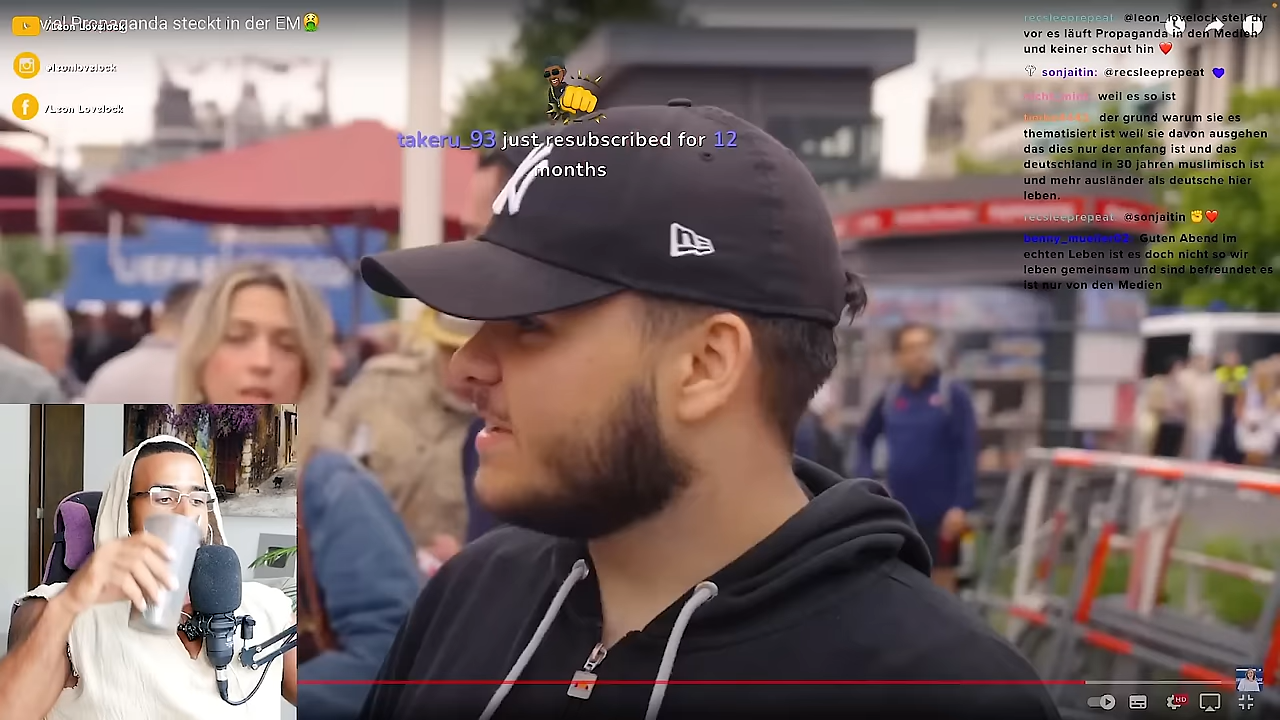 viel Propaganda steckt in der EM🤮
/Leon Lovelock
/Leonlovelock
/Leon Lovelock
takeru_93 just resubscribed for 12
months
recsleeprepeat: @leon_lovelock stell dir
vor es läuft Propaganda in den Medien
und keiner schaut hin ❤️
sonjaitin: @recsleeprepeat 💜
weil es so ist
der grund warum sie es
thematisiert ist weil sie davon ausgehen
das dies nur der anfang ist und das
deutschland in 30 jahren muslimisch ist
und mehr ausländer als deutsche hier
leben.
recsleeprepeat: @sonjaitin ✊❤️
Guten Abend im
echten Leben ist es doch nicht so wir
leben gemeinsam und sind befreundet es
ist nur von den Medien
NY
HD